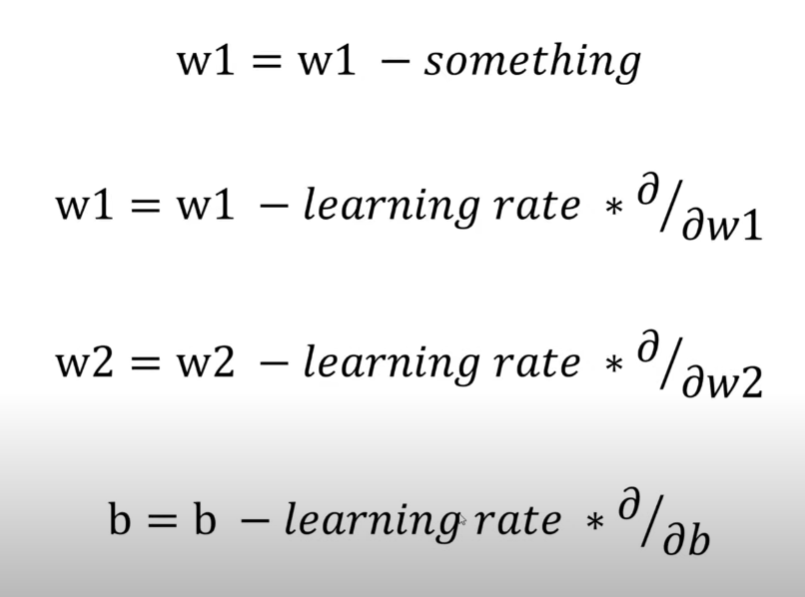 w1 = w1 − something
w1 = w1 − learning rate * ∂/∂w1
w2 = w2 − learning rate * ∂/∂w2
b = b − learning rate * ∂/∂b